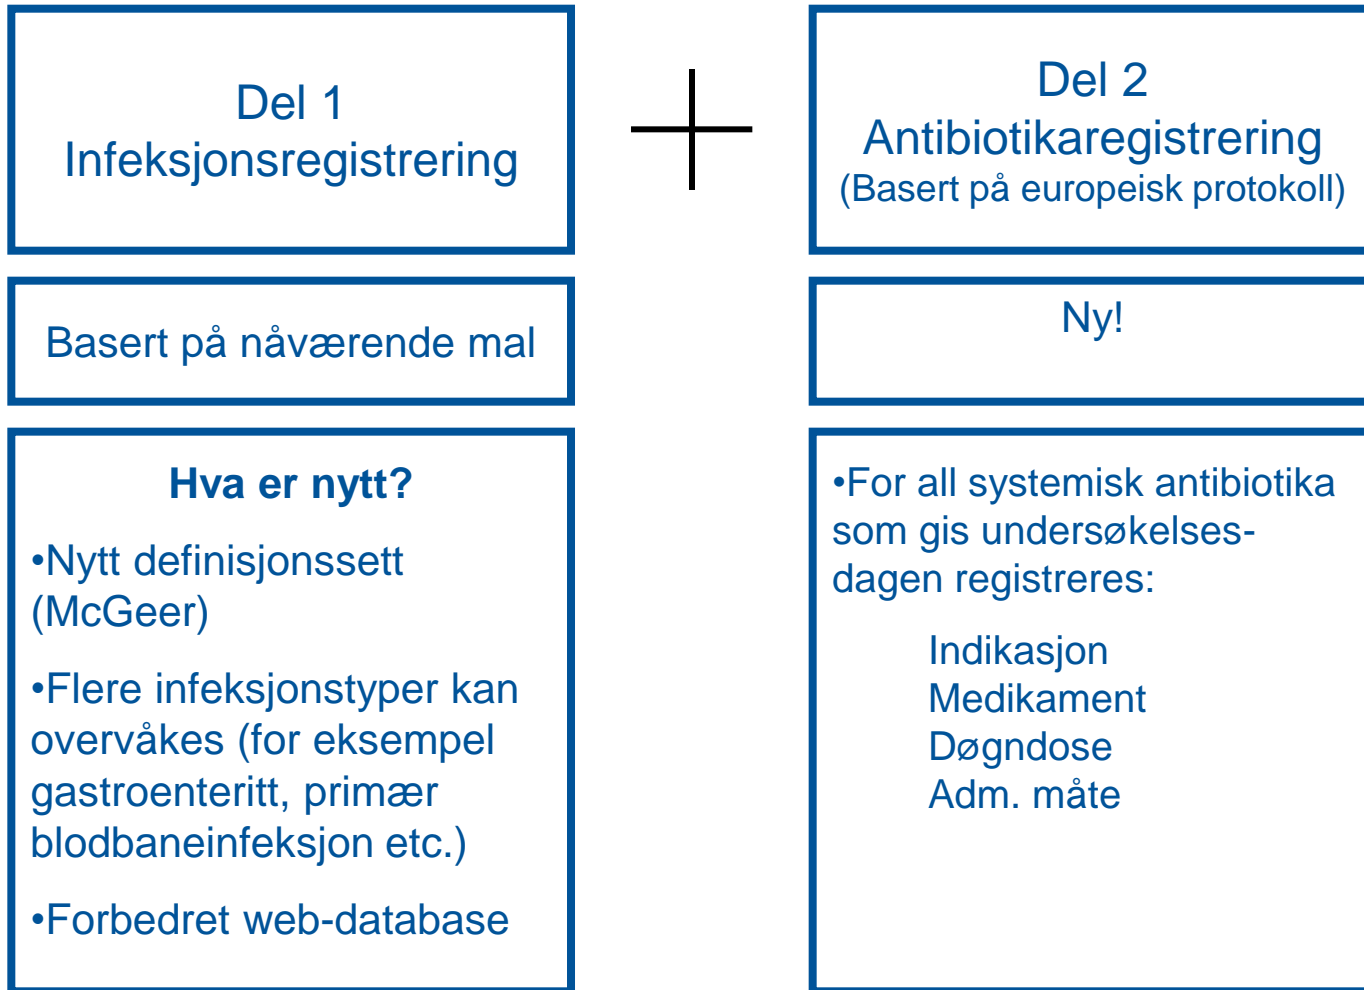 Del 1
Infeksjonsregistrering
Del 2
Antibiotikaregistrering
(Basert på europeisk protokoll)
Basert på nåværende mal
Ny!
Hva er nytt?
•Nytt definisjonssett
(McGeer)
•Flere infeksjonstyper kan
overvåkes (for eksempel
gastroenteritt, primær
blodbaneinfeksjon etc.)
•Forbedret web-database
•For all systemisk antibiotika
som gis undersøkelses-
dagen registreres:
Indikasjon
Medikament
Døgndose
Adm. måte